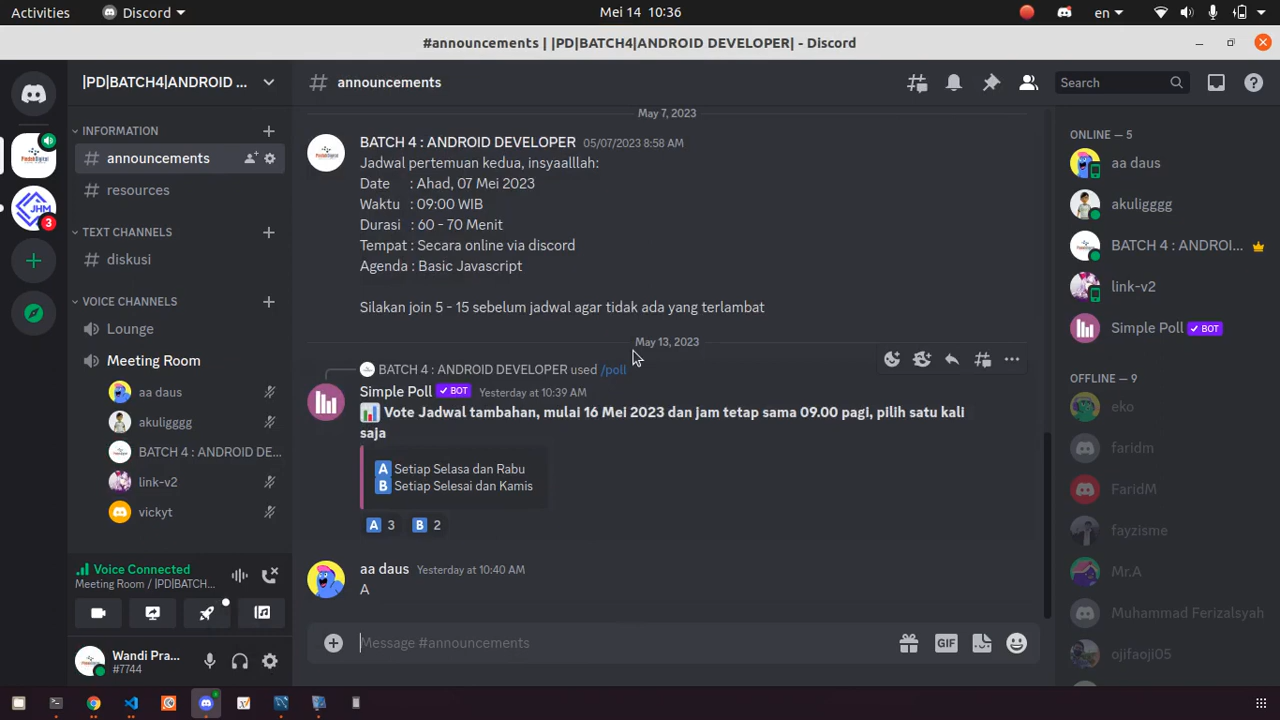 Activities
Discord
Mei 14 10:36
en
#announcements | |PD|BATCH4|ANDROID DEVELOPER| - Discord
|PD|BATCH4|ANDROID ...
announcements
Search
INFORMATION
announcements
resources
TEXT CHANNELS
diskusi
VOICE CHANNELS
Lounge
Meeting Room
aa daus
akuligggg
BATCH 4 : ANDROID DE...
link-v2
vickyt
Voice Connected
Meeting Room / |PD|BATCH...
Wandi Pra...
#7744
JHM
3
May 7, 2023
BATCH 4 : ANDROID DEVELOPER 05/07/2023 8:58 AM
Jadwal pertemuan kedua, insyaalllah:
Date : Ahad, 07 Mei 2023
Waktu : 09:00 WIB
Durasi : 60 - 70 Menit
Tempat : Secara online via discord
Agenda : Basic Javascript
Silakan join 5 - 15 sebelum jadwal agar tidak ada yang terlambat
May 13, 2023
BATCH 4 : ANDROID DEVELOPER used /poll
Simple Poll BOT Yesterday at 10:39 AM
Vote Jadwal tambahan, mulai 16 Mei 2023 dan jam tetap sama 09.00 pagi, pilih satu kali
saja
A Setiap Selasa dan Rabu
B Setiap Selesai dan Kamis
A 3 B 2
aa daus Yesterday at 10:40 AM
A
Message #announcements
GIF
ONLINE — 5
aa daus
akuligggg
BATCH 4 : ANDROI...
link-v2
Simple Poll BOT
OFFLINE — 9
eko
faridm
FaridM
fayzisme
Mr.A
Muhammad Ferizalsyah
ojifaoji05